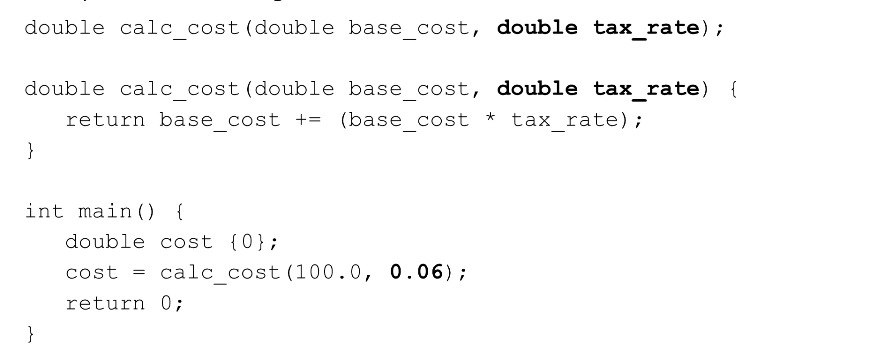 double calc_cost(double base_cost, double tax_rate);
double calc_cost(double base_cost, double tax_rate) {
   return base_cost += (base_cost * tax_rate);
}
int main() {
   double cost {0};
   cost = calc_cost(100.0, 0.06);
   return 0;
}